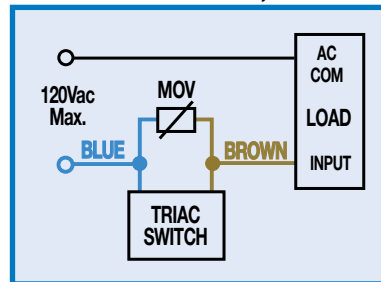 AC
COM
120Vac
Max.
MOV
LOAD
BLUE
BROWN
INPUT
TRIAC
SWITCH